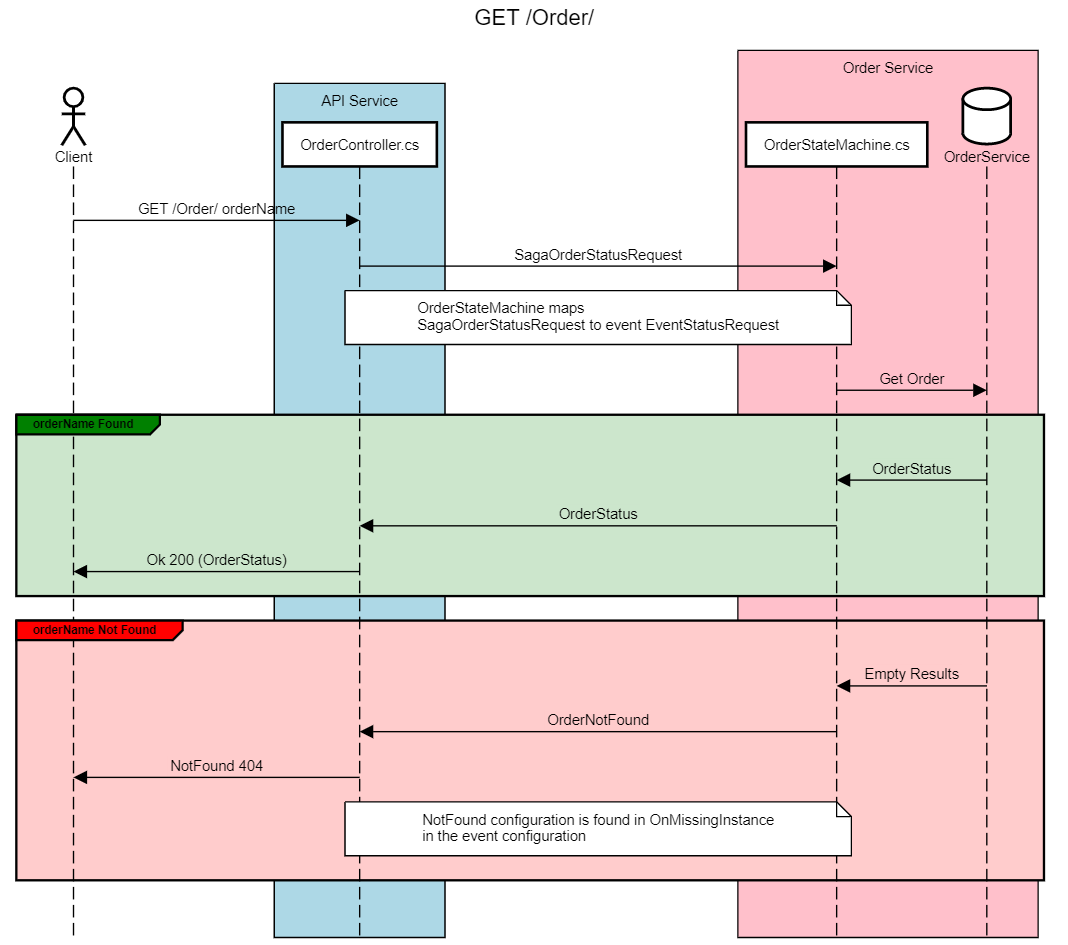 GET /Order/
Order Service
API Service
OrderController.cs
OrderStateMachine.cs
Client
OrderService
GET /Order/ orderName
SagaOrderStatusRequest
OrderStateMachine maps
SagaOrderStatusRequest to event EventStatusRequest
Get Order
orderName Found
OrderStatus
OrderStatus
Ok 200 (OrderStatus)
orderName Not Found
Empty Results
OrderNotFound
NotFound 404
NotFound configuration is found in OnMissingInstance
in the event configuration